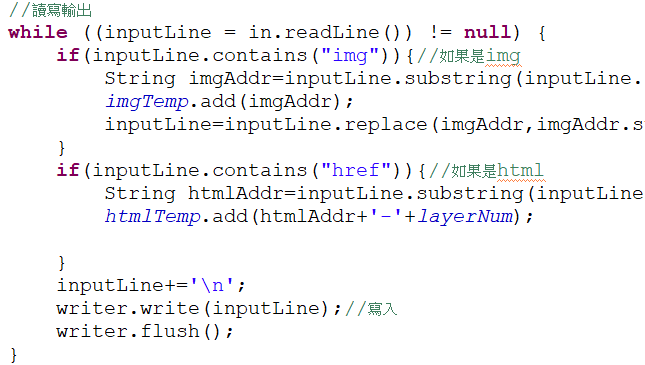 //讀寫輸出
while ((inputLine = in.readLine()) != null) {
    if(inputLine.contains("img")){//如果是img
        String imgAddr=inputLine.substring(inputLine.
        imgTemp.add(imgAddr);
        inputLine=inputLine.replace(imgAddr,imgAddr.s
    }
    if(inputLine.contains("href")){//如果是html
        String htmlAddr=inputLine.substring(inputLine
        htmlTemp.add(htmlAddr+'-'+layerNum);
    }
    inputLine+='\n';
    writer.write(inputLine);//寫入
    writer.flush();
}